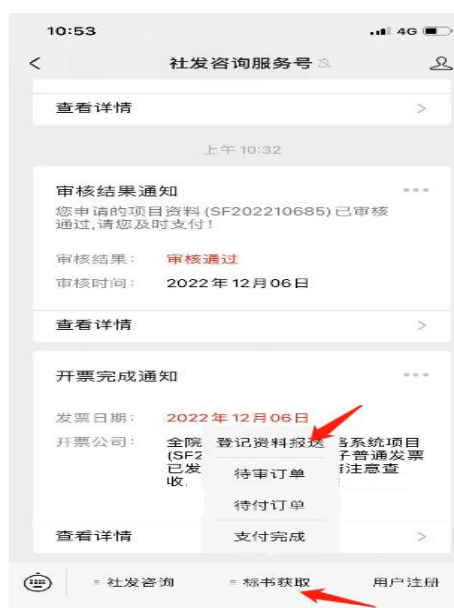 10:53
4G
社发咨询服务号
查看详情
上午 10:32
审核结果通知
您申请的项目资料(SF202210685)已审核
通过,请您及时支付!
审核结果: 审核通过
审核时间: 2022年12月06日
查看详情
开票完成通知
发票日期: 2022年12月06日
开票公司: 全院 系统项目
(SF2 子普通发票
已发 注意查
收,
登记资料报送
待审订单
待付订单
支付完成
查看详情
社发咨询
标书获取
用户注册